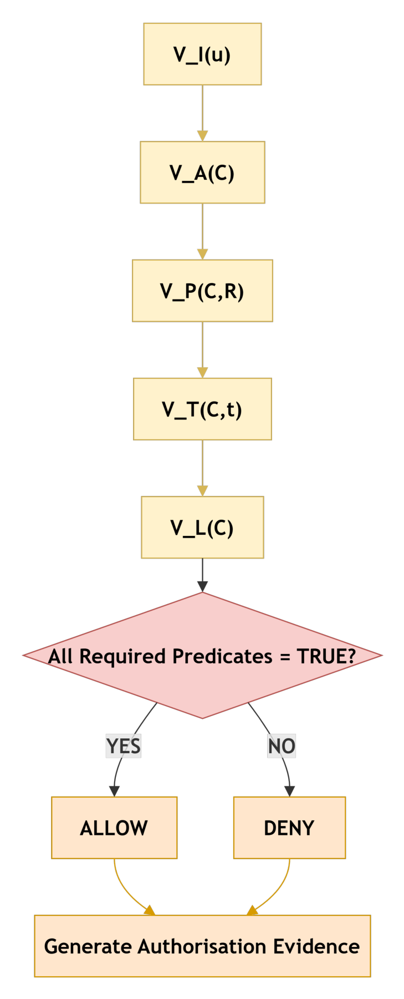 V_I(u)
V_A(C)
V_P(C,R)
V_T(C,t)
V_L(C)
All Required Predicates = TRUE?
YES
NO
ALLOW
DENY
Generate Authorisation Evidence